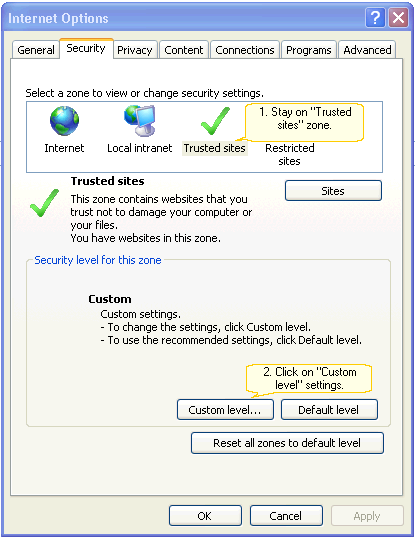 Internet Options
General Security Privacy Content Connections Programs Advanced
Select a zone to view or change security settings.
1. Stay on "Trusted
sites" zone.
Internet Local intranet Trusted sites Restricted
sites
Trusted sites
Sites
This zone contains websites that you
trust not to damage your computer or
your files.
You have websites in this zone.
Security level for this zone
Custom
Custom settings.
- To change the settings, click Custom level.
- To use the recommended settings, click Default level.
2. Click on "Custom
level" settings.
Custom level... Default level
Reset all zones to default level
OK Cancel Apply